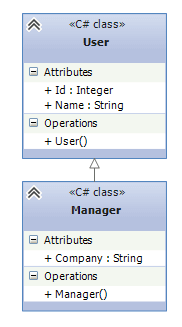 «C# class»
User
Attributes
+ Id : Integer
+ Name : String
Operations
+ User()
«C# class»
Manager
Attributes
+ Company : String
Operations
+ Manager()